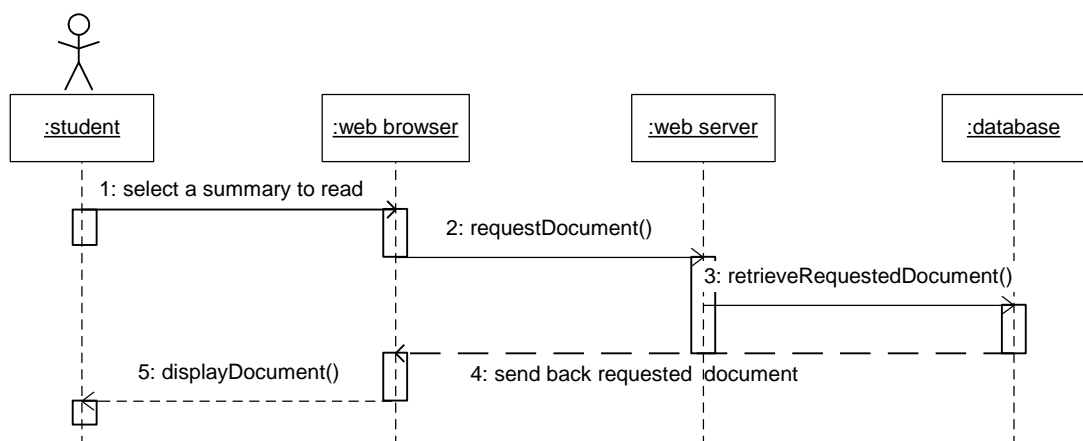 :student
:web browser
:web server
:database
1: select a summary to read
2: requestDocument()
3: retrieveRequestedDocument()
4: send back requested document
5: displayDocument()